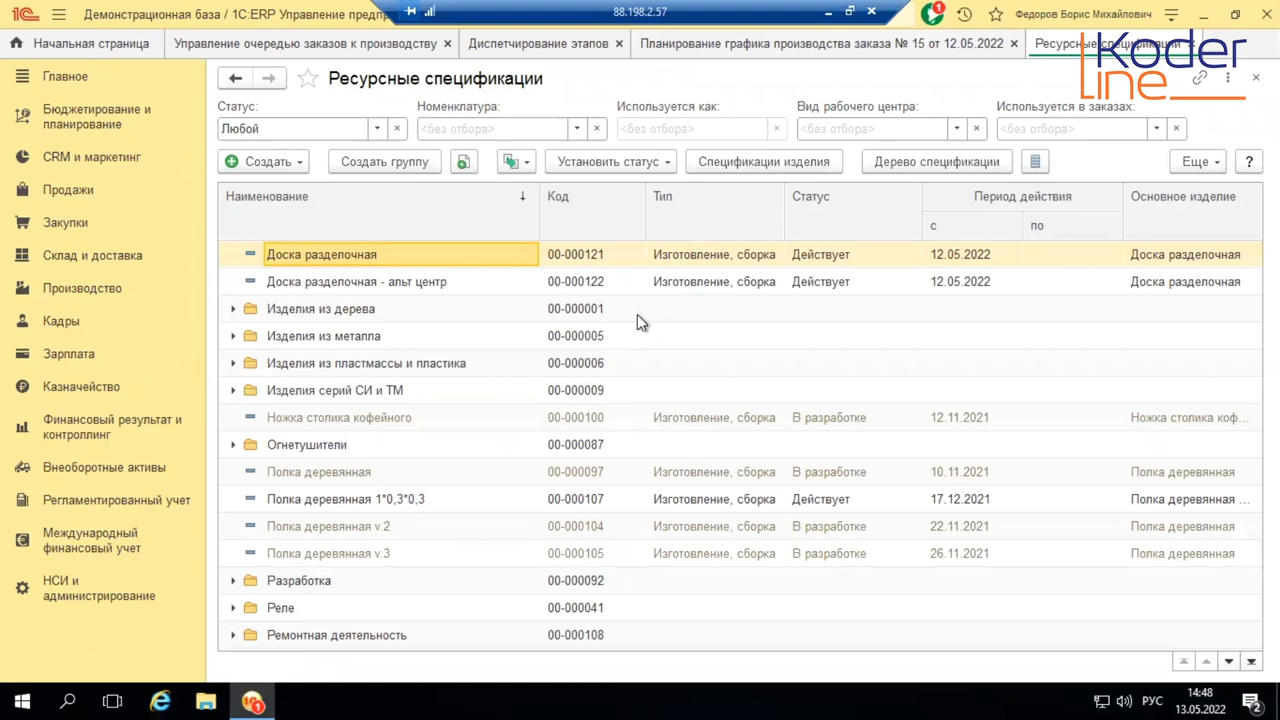 Демонстрационная база / 1С:ERP Управление предпр
88.198.2.57
1
Федоров Борис Михайлович
Начальная страница
Управление очередью заказов к производству
Диспетчирование этапов
Планирование графика производства заказа № 15 от 12.05.2022
Ресурсные спецификации
Koder
line
Главное
Бюджетирование и
планирование
CRM и маркетинг
Продажи
Закупки
Склад и доставка
Производство
Кадры
Зарплата
Казначейство
Финансовый результат и
контроллинг
Внеоборотные активы
Регламентированный учет
Международный
финансовый учет
НСИ и
администрирование
Ресурсные спецификации
Статус: Номенклатура: Используется как: Вид рабочего центра: Используется в заказах:
Любой <без отбора> <без отбора> <без отбора> <без отбора>
Создать Создать группу Установить статус Спецификации изделия Дерево спецификации Еще ?
Наименование Код Тип Статус Период действия Основное изделие
с по
Доска разделочная 00-000121 Изготовление, сборка Действует 12.05.2022 Доска разделочная
Доска разделочная - альт центр 00-000122 Изготовление, сборка Действует 12.05.2022 Доска разделочная
Изделия из дерева 00-000001
Изделия из металла 00-000005
Изделия из пластмассы и пластика 00-000006
Изделия серий СИ и ТМ 00-000009
Ножка столика кофейного 00-000100 Изготовление, сборка В разработке 12.11.2021 Ножка столика коф...
Огнетушители 00-000087
Полка деревянная 00-000097 Изготовление, сборка В разработке 10.11.2021 Полка деревянная
Полка деревянная 1*0,3*0,3 00-000107 Изготовление, сборка Действует 17.12.2021 Полка деревянная ...
Полка деревянная v.2 00-000104 Изготовление, сборка В разработке 22.11.2021 Полка деревянная
Полка деревянная v.3 00-000105 Изготовление, сборка В разработке 26.11.2021 Полка деревянная
Разработка 00-000092
Реле 00-000041
Ремонтная деятельность 00-000108
1
РУС
14:48
13.05.2022
2